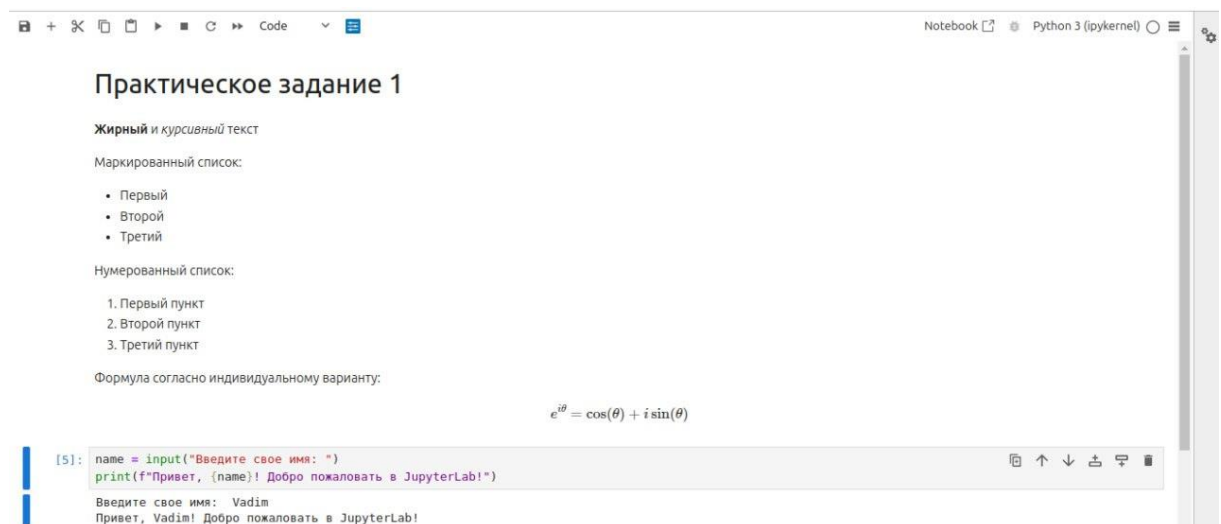 Code
Notebook
Python 3 (ipykernel)
Практическое задание 1
Жирный и курсивный текст
Маркированный список:
• Первый
• Второй
• Третий
Нумерованный список:
1. Первый пункт
2. Второй пункт
3. Третий пункт
Формула согласно индивидуальному варианту:
e^{iθ} = cos(θ) + i sin(θ)
[5]: name = input("Введите свое имя: ")
print(f"Привет, {name}! Добро пожаловать в JupyterLab!")
Введите свое имя: Vadim
Привет, Vadim! Добро пожаловать в JupyterLab!